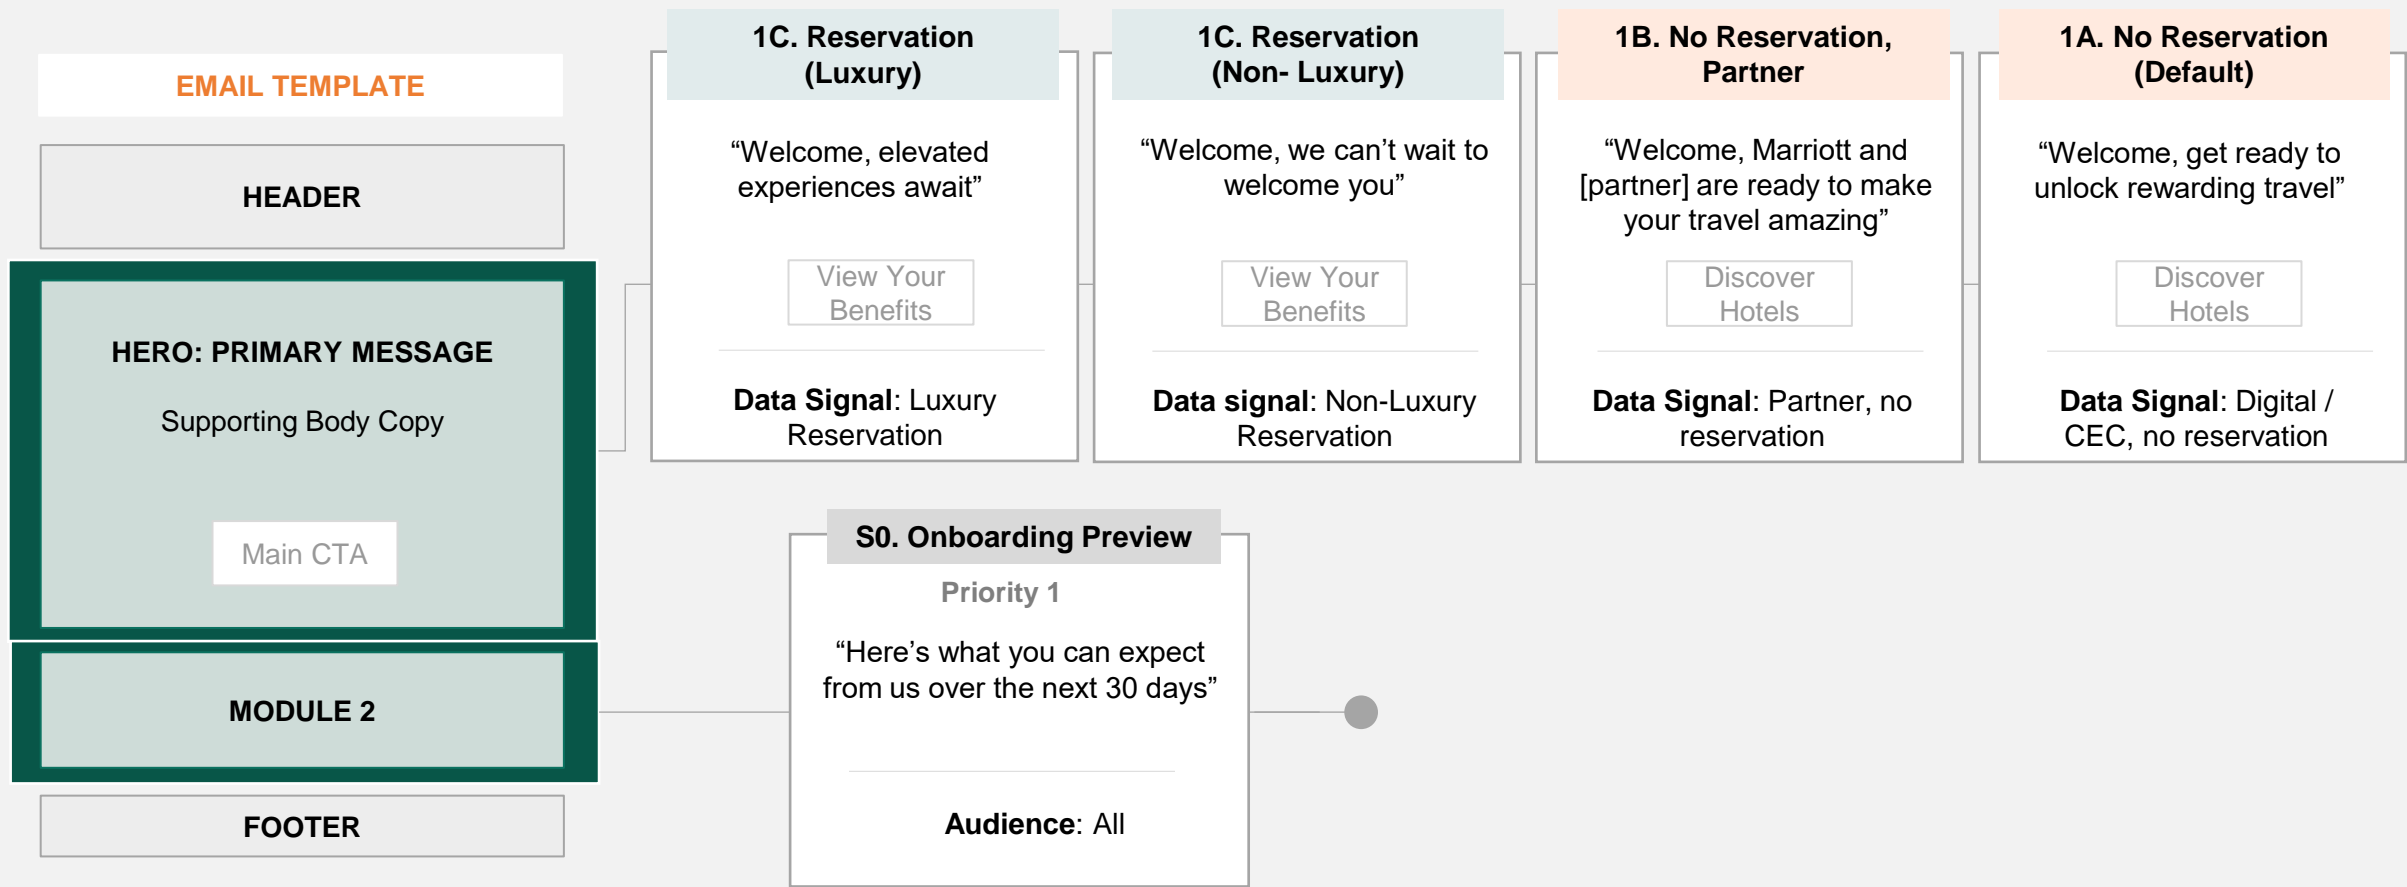 EMAIL TEMPLATE
HEADER
HERO: PRIMARY MESSAGE
Supporting Body Copy
Main CTA
MODULE 2
FOOTER
1C. Reservation
(Luxury)
“Welcome, elevated
experiences await”
View Your
Benefits
Data Signal: Luxury
Reservation
1C. Reservation
(Non- Luxury)
“Welcome, we can’t wait to
welcome you”
View Your
Benefits
Data signal: Non-Luxury
Reservation
1B. No Reservation,
Partner
“Welcome, Marriott and
[partner] are ready to make
your travel amazing”
Discover
Hotels
Data Signal: Partner, no
reservation
1A. No Reservation
(Default)
“Welcome, get ready to
unlock rewarding travel”
Discover
Hotels
Data Signal: Digital /
CEC, no reservation
S0. Onboarding Preview
Priority 1
“Here’s what you can expect
from us over the next 30 days”
Audience: All